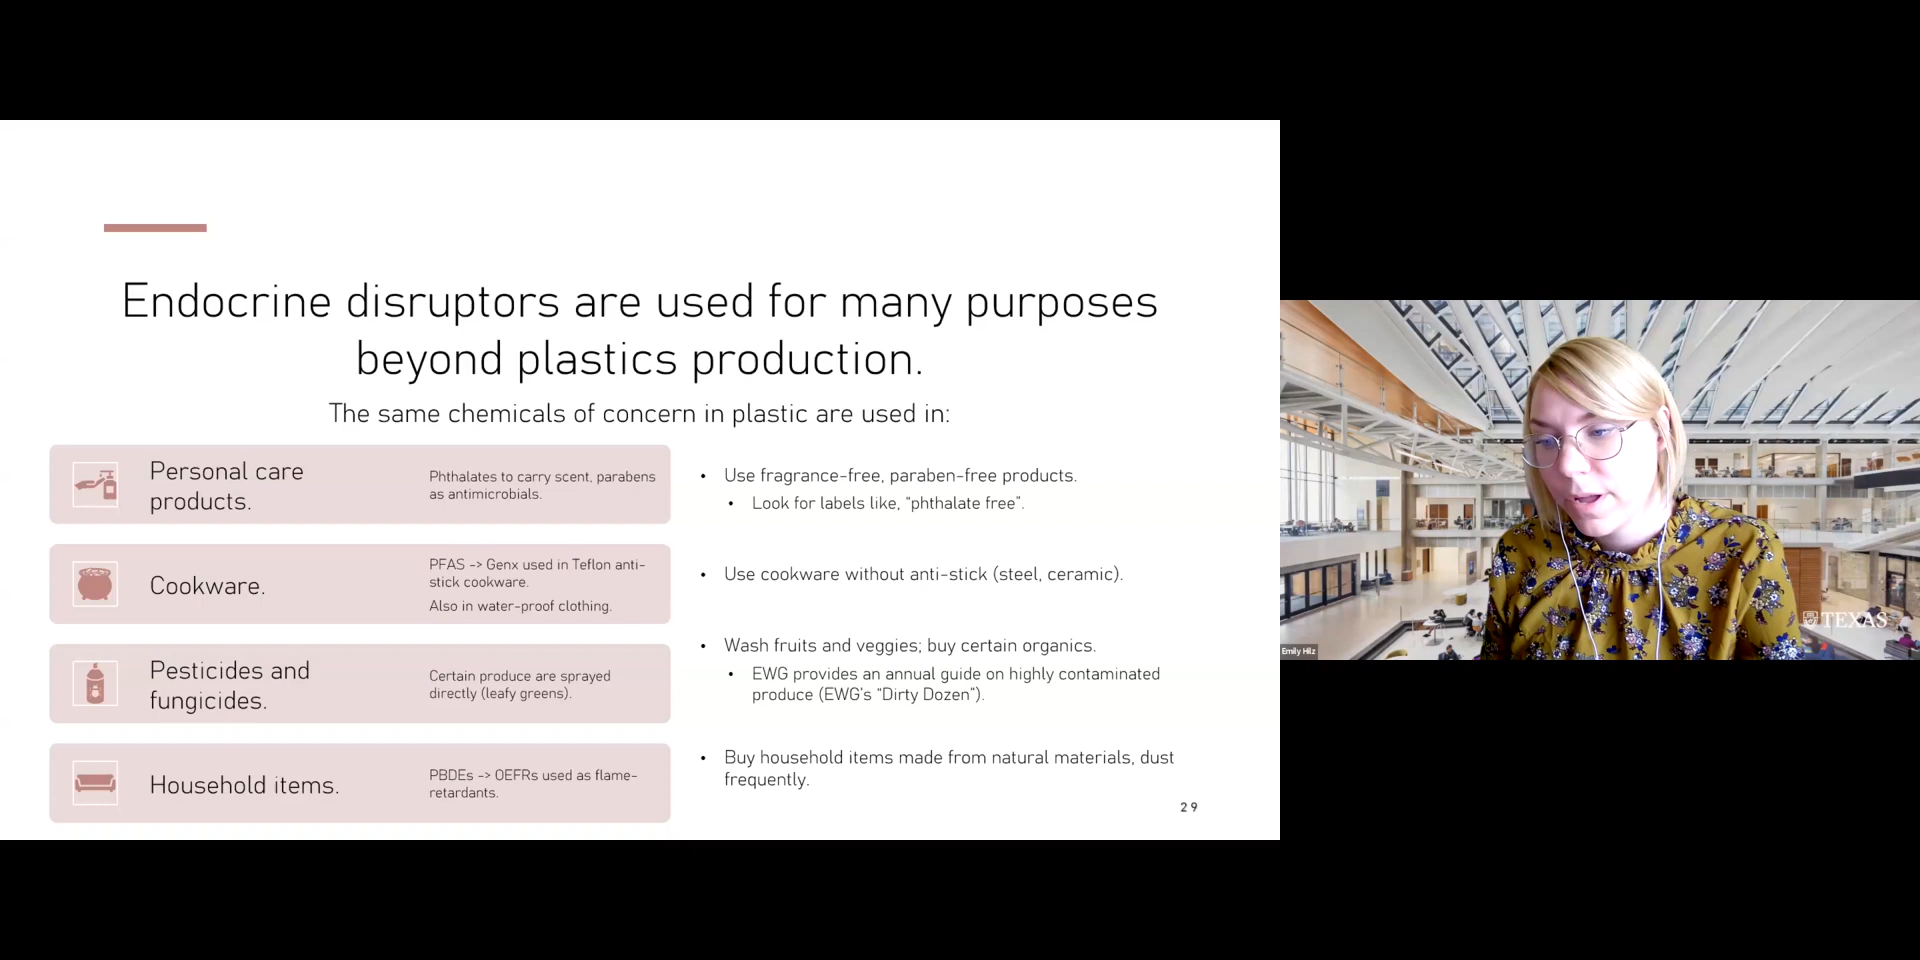 Endocrine disruptors are used for many purposes
beyond plastics production.
The same chemicals of concern in plastic are used in:
Personal care
products.
Phthalates to carry scent, parabens
as antimicrobials.
• Use fragrance-free, paraben-free products.
• Look for labels like, "phthalate free".
Cookware.
PFAS -> Genx used in Teflon anti-
stick cookware.
Also in water-proof clothing.
• Use cookware without anti-stick (steel, ceramic).
Pesticides and
fungicides.
Certain produce are sprayed
directly (leafy greens).
• Wash fruits and veggies; buy certain organics.
• EWG provides an annual guide on highly contaminated
produce (EWG's "Dirty Dozen").
Household items.
PBDEs -> OEFRs used as flame-
retardants.
• Buy household items made from natural materials, dust
frequently.
29
TEXAS
Emily Hilz